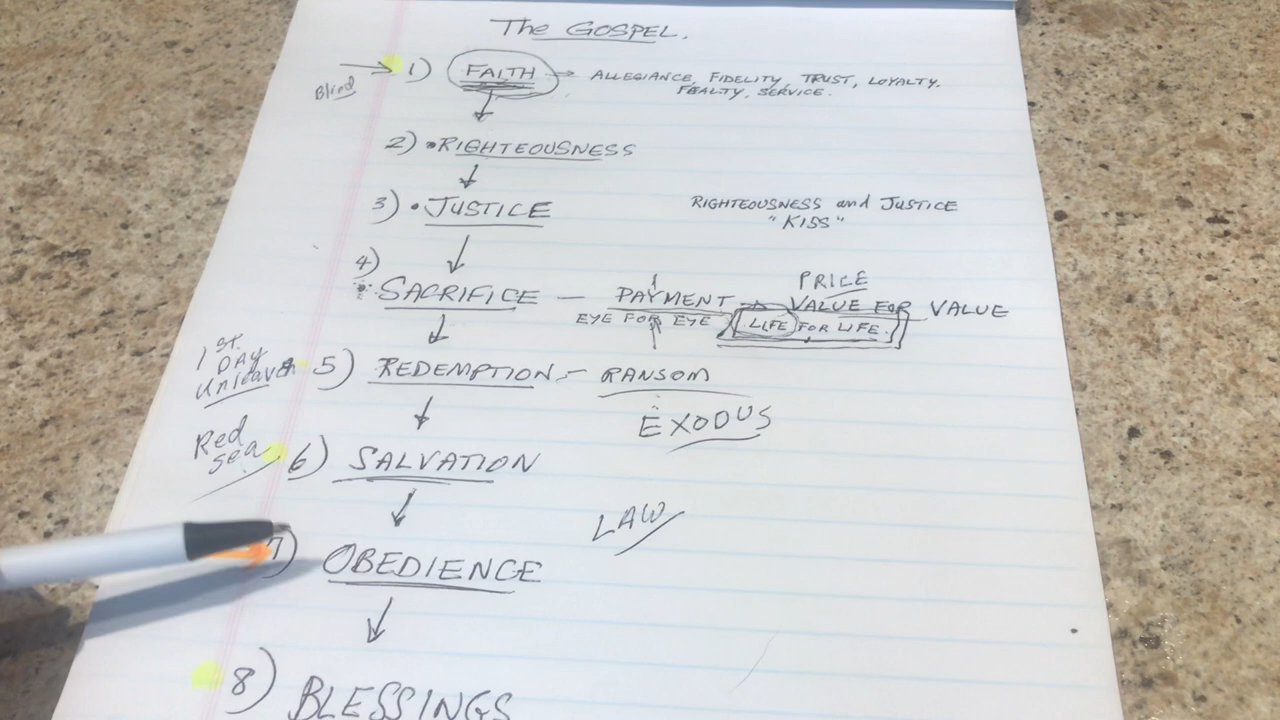 The GOSPEL.
1) FAITH → ALLEGIANCE, FIDELITY, TRUST, LOYALTY.
FEALTY, SERVICE.
Blind
2) • RIGHTEOUSNESS
3) • JUSTICE
RIGHTEOUSNESS and JUSTICE
"KISS"
4)
SACRIFICE — PAYMENT
PRICE
VALUE FOR VALUE
EYE FOR EYE LIFE FOR LIFE.
1st.
DAY
5) REDEMPTION – RANSOM
EXODUS
Red
sea
6) SALVATION
LAW
7) OBEDIENCE
8) BLESSINGS